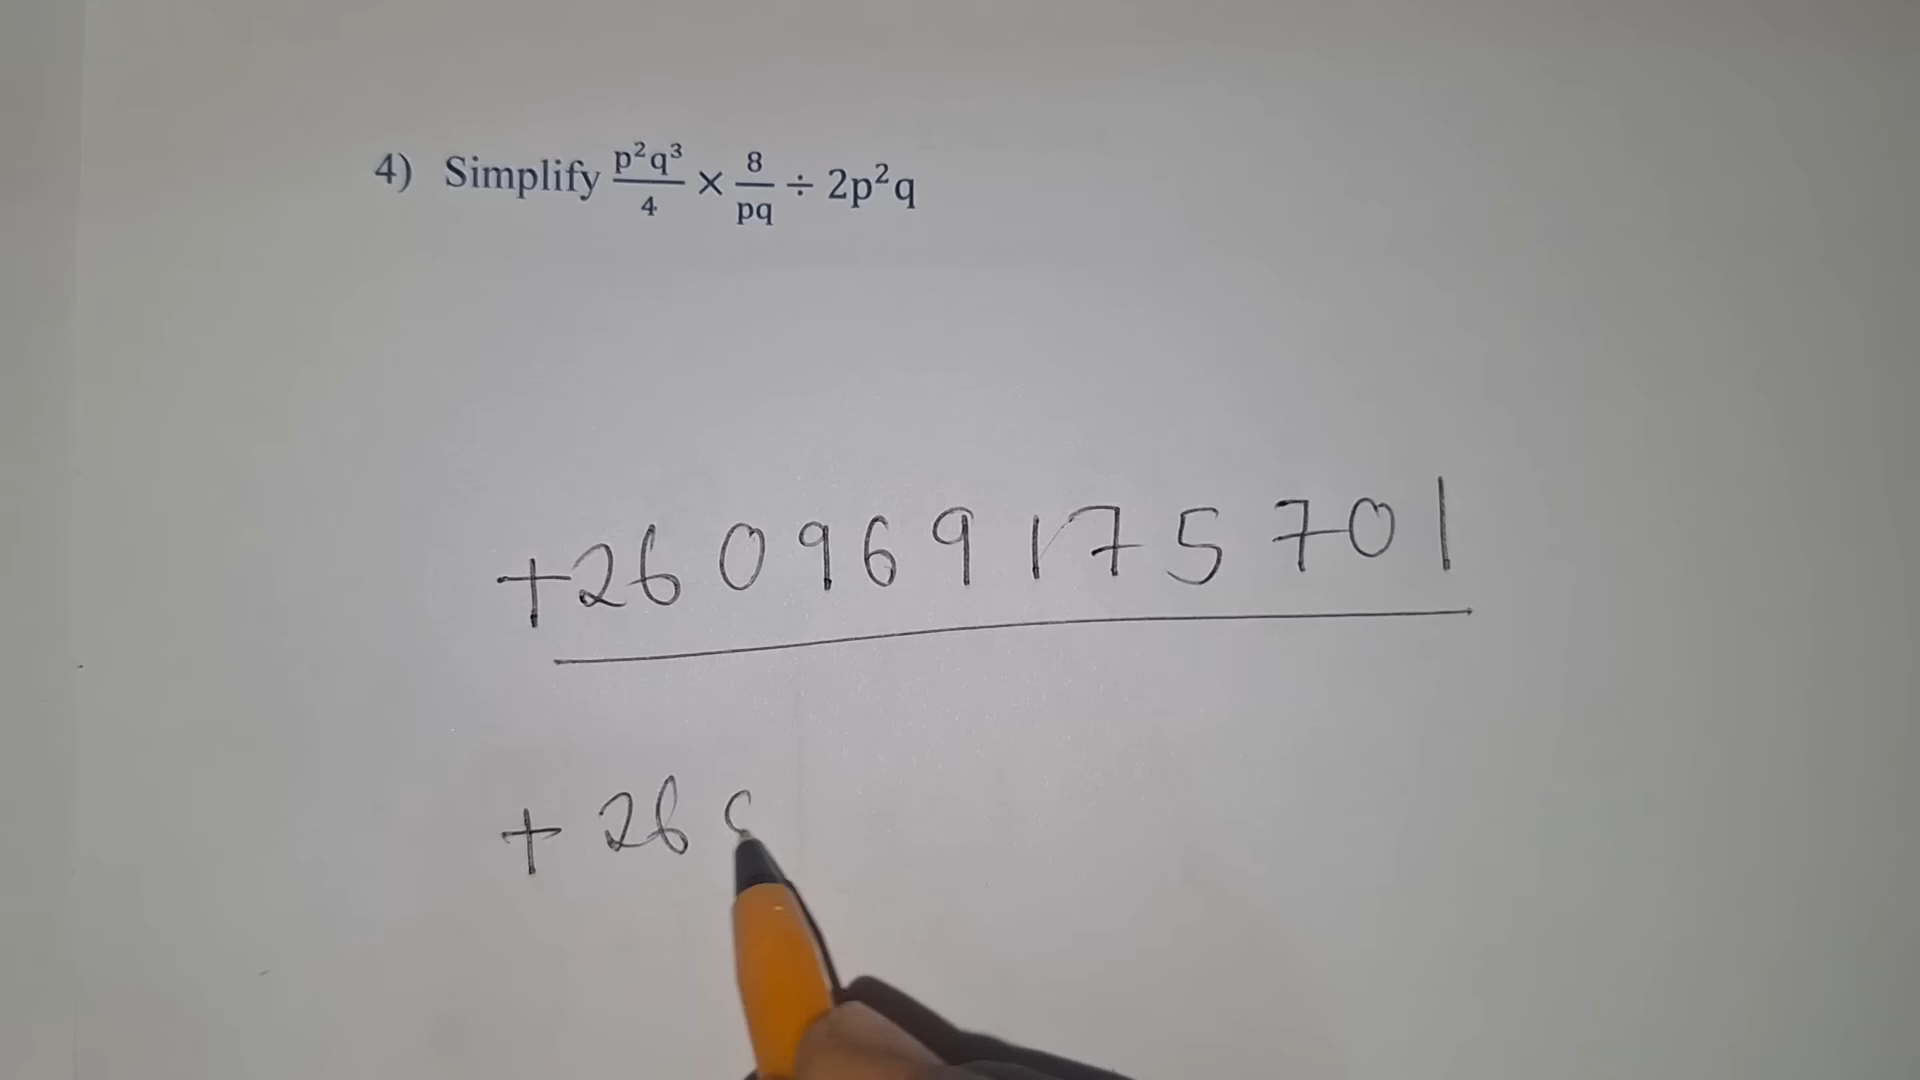 4) Simplify p²q³/4 × 8/pq ÷ 2p²q
+260969175701
+26